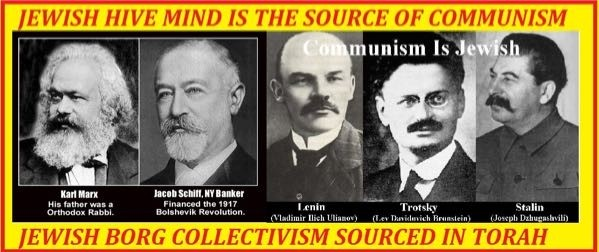 JEWISH HIVE MIND IS THE SOURCE OF COMMUNISM
Communism Is Jewish
Karl Marx
His father was a
Orthodox Rabbi.
Jacob Schiff, NY Banker
Financed the 1917
Bolshevik Revolution.
Lenin
(Vladimir Ilich Ulianov)
Trotsky
(Lev Davidovich Bronstein)
Stalin
(Joseph Dzhugashvili)
JEWISH BORG COLLECTIVISM SOURCED IN TORAH